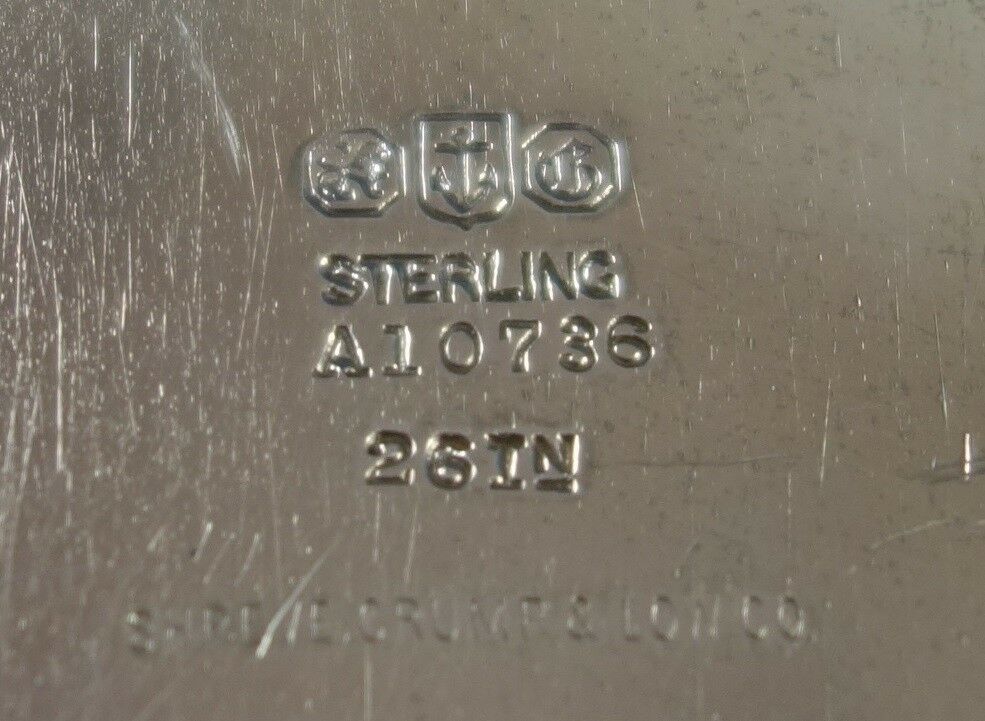 G
STERLING
A10736
26IN
SHREVE, CRUMP & LOW CO.